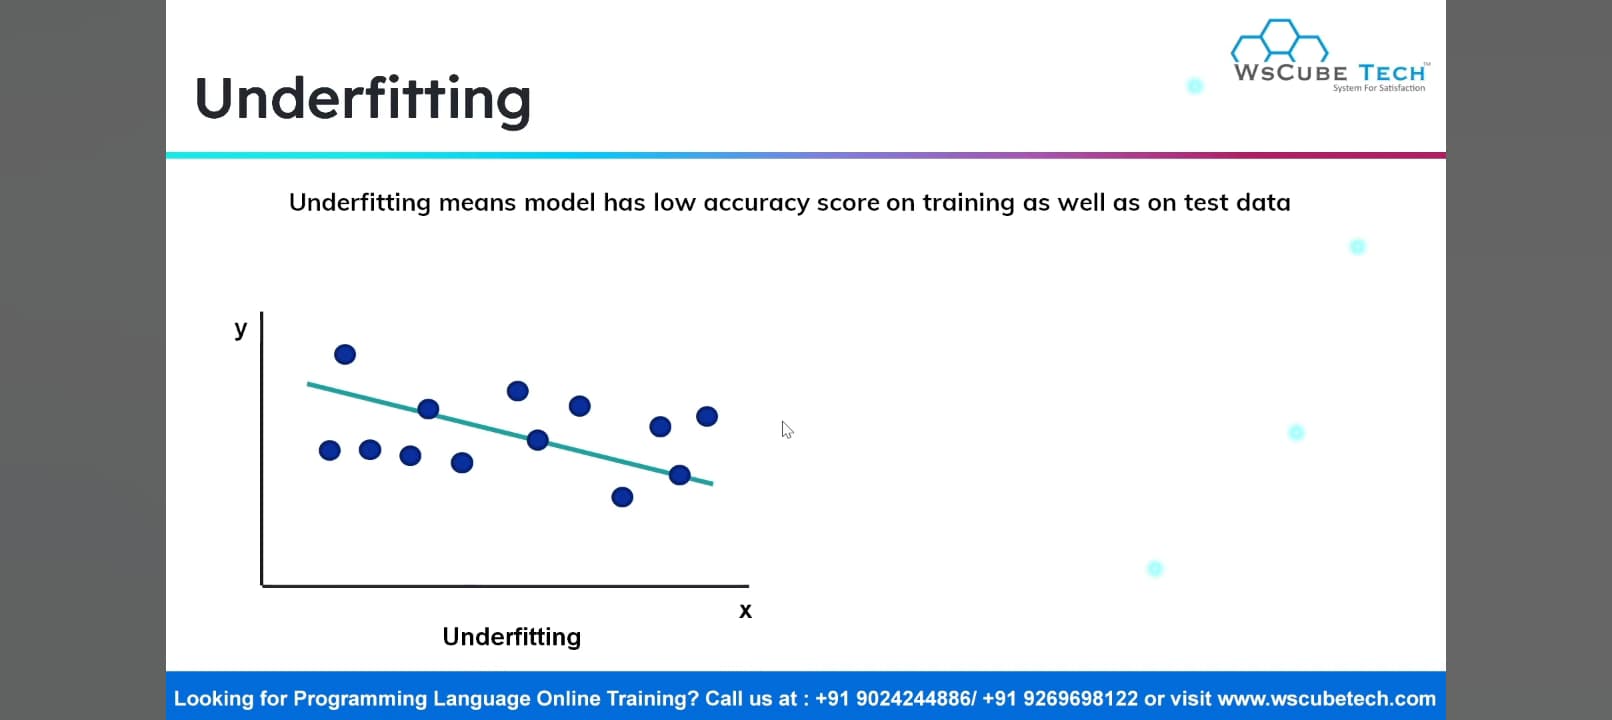 WSCUBE TECH™
System For Satisfaction
Underfitting
Underfitting means model has low accuracy score on training as well as on test data
y
x
Underfitting
Looking for Programming Language Online Training? Call us at : +91 9024244886/ +91 9269698122 or visit www.wscubetech.com